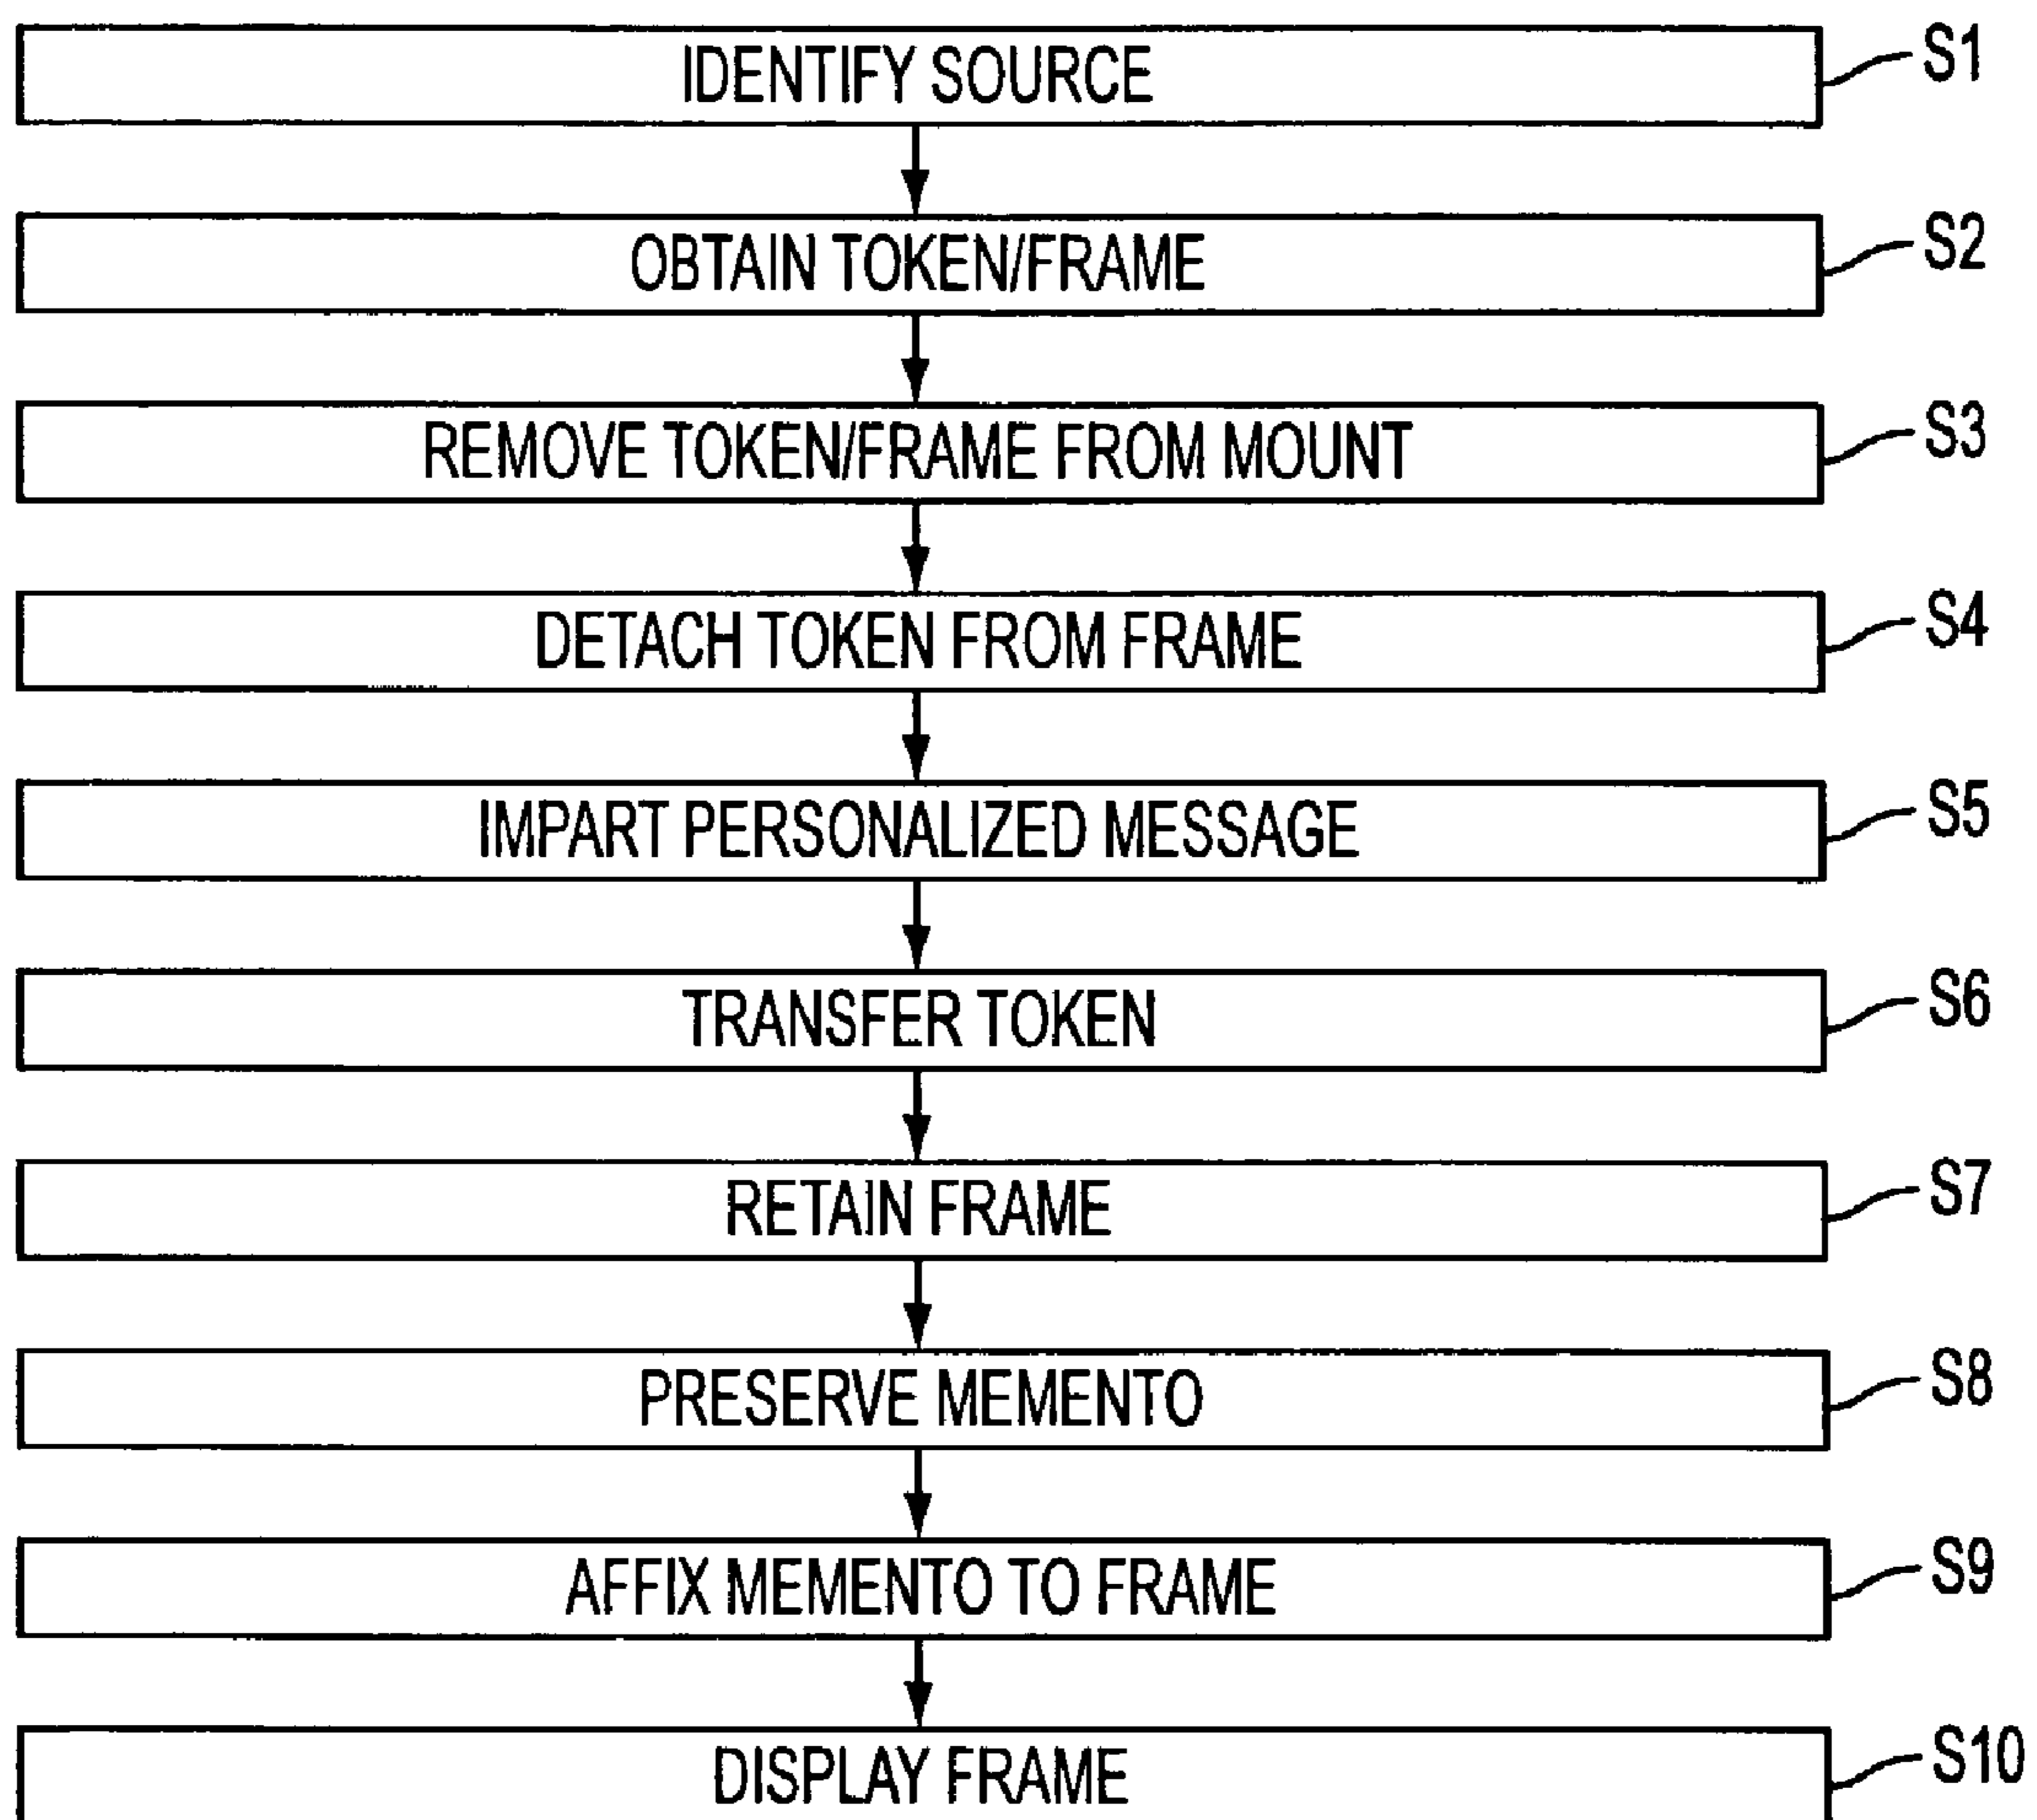 IDENTIFY SOURCE S1
OBTAIN TOKEN/FRAME S2
REMOVE TOKEN/FRAME FROM MOUNT S3
DETACH TOKEN FROM FRAME S4
IMPART PERSONALIZED MESSAGE S5
TRANSFER TOKEN S6
RETAIN FRAME S7
PRESERVE MEMENTO S8
AFFIX MEMENTO TO FRAME S9
DISPLAY FRAME S10